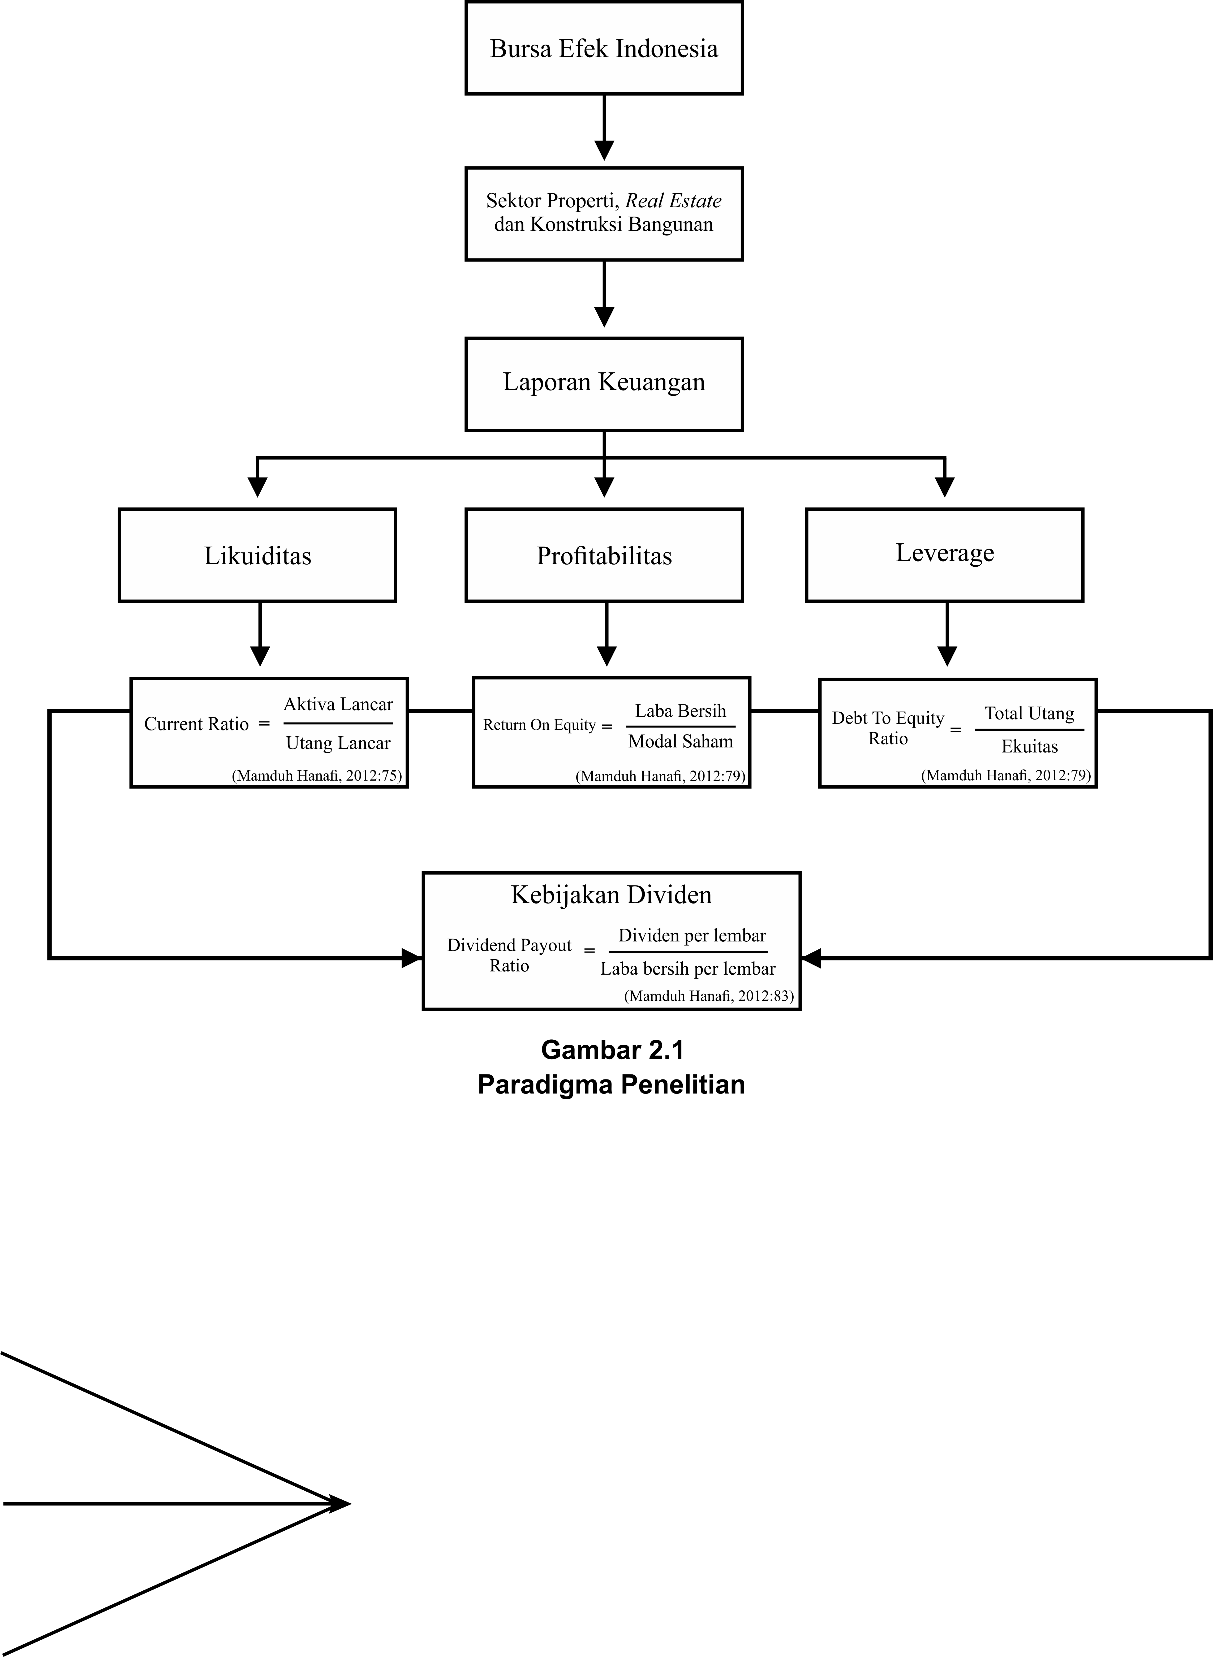 Bursa Efek Indonesia
Sektor Properti, Real Estate
dan Konstruksi Bangunan
Laporan Keuangan
Likuiditas
Profitabilitas
Leverage
Current Ratio = Aktiva Lancar
Utang Lancar
(Mamduh Hanafi, 2012:75)
Return On Equity = Laba Bersih
Modal Saham
(Mamduh Hanafi, 2012:79)
Debt To Equity
Ratio = Total Utang
Ekuitas
(Mamduh Hanafi, 2012:79)
Kebijakan Dividen
Dividend Payout
Ratio = Dividen per lembar
Laba bersih per lembar
(Mamduh Hanafi, 2012:83)
Gambar 2.1
Paradigma Penelitian